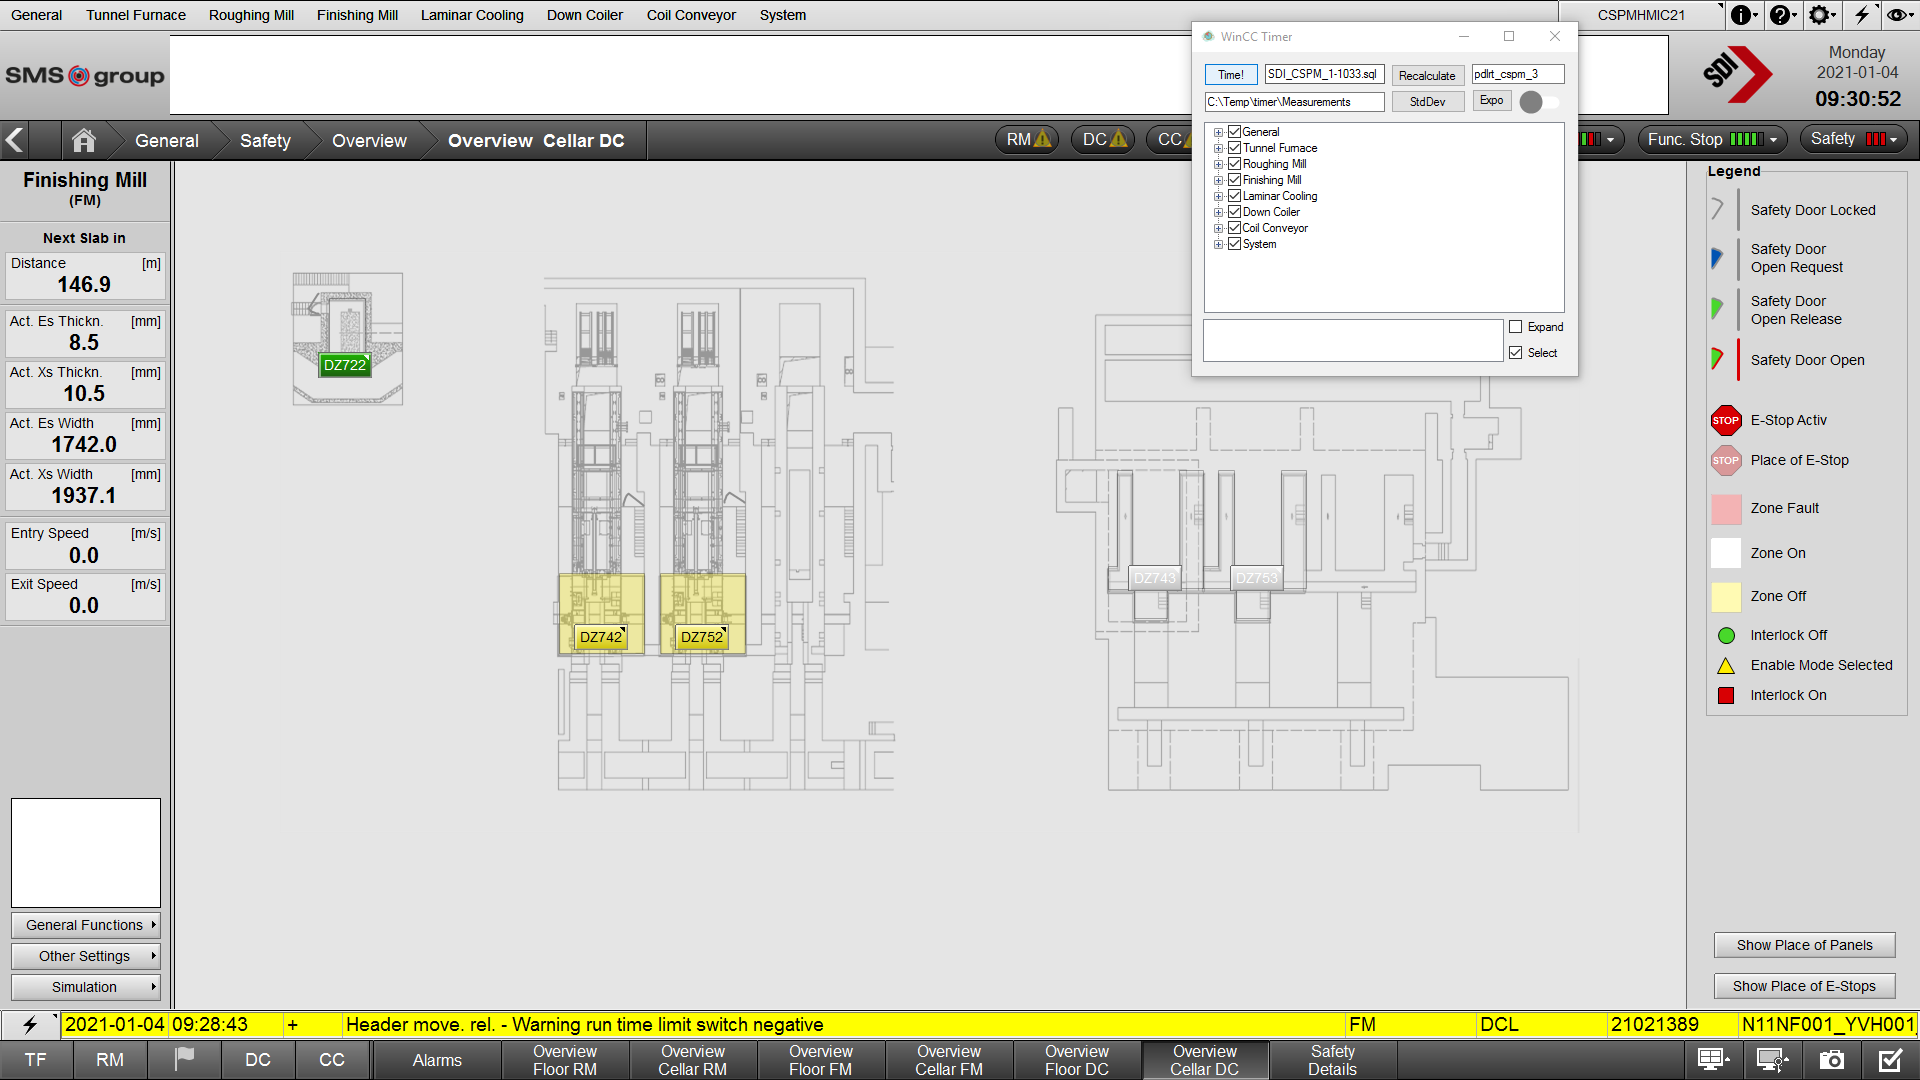 General Tunnel Furnace Roughing Mill Finishing Mill Laminar Cooling Down Coiler Coil Conveyor System CSPMHMIC21
SMS group
WinCC Timer
Time! SDI_CSPM_1-1033.sql Recalculate pdlrt_cspm_3
C:\Temp\timer\Measurements StdDev Expo
General
Tunnel Furnace
Roughing Mill
Finishing Mill
Laminar Cooling
Down Coiler
Coil Conveyor
System
Expand
Select
SDI
Monday
2021-01-04
09:30:52
General Safety Overview Overview Cellar DC RM DC CC Func. Stop Safety
Finishing Mill
(FM)
Next Slab in
Distance [m]
146.9
Act. Es Thickn. [mm]
8.5
Act. Xs Thickn. [mm]
10.5
Act. Es Width [mm]
1742.0
Act. Xs Width [mm]
1937.1
Entry Speed [m/s]
0.0
Exit Speed [m/s]
0.0
General Functions
Other Settings
Simulation
DZ722
DZ742
DZ752
DZ743
DZ753
Legend
Safety Door Locked
Safety Door
Open Request
Safety Door
Open Release
Safety Door Open
STOP E-Stop Activ
STOP Place of E-Stop
Zone Fault
Zone On
Zone Off
Interlock Off
Enable Mode Selected
Interlock On
Show Place of Panels
Show Place of E-Stops
2021-01-04 09:28:43 + Header move. rel. - Warning run time limit switch negative FM DCL 21021389 N11NF001_YVH001
TF RM DC CC Alarms
Overview
Floor RM
Overview
Cellar RM
Overview
Floor FM
Overview
Cellar FM
Overview
Floor DC
Overview
Cellar DC
Safety
Details